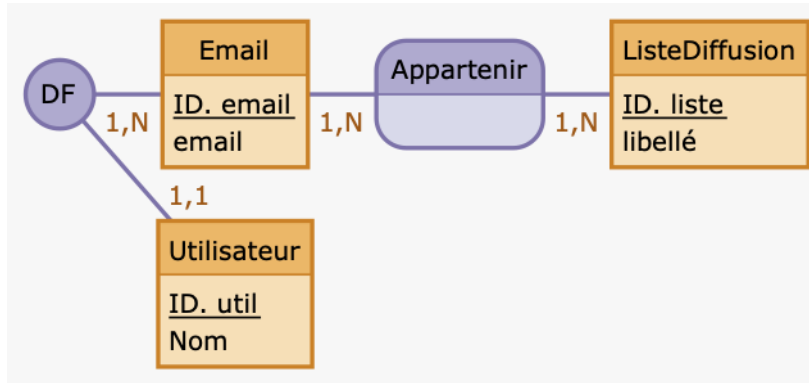 Email
ID. email
email
DF
1,N
1,N
Appartenir
1,N
ListeDiffusion
ID. liste
libellé
1,1
Utilisateur
ID. util
Nom